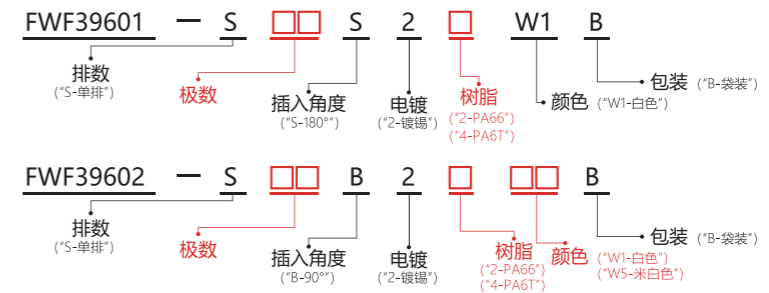 FWF39601 — S □□ S 2 □ W1 B
排数
(“S-单排”)
极数
插入角度
(“S-180°”)
电镀
(“2-镀锡”)
树脂
(“2-PA66”)
(“4-PA6T”)
颜色 (“W1-白色”)
包装 (“B-袋装”)
FWF39602 — S □□ B 2 □ □□ B
排数
(“S-单排”)
极数
插入角度
(“B-90°”)
电镀
(“2-镀锡”)
树脂
(“2-PA66”)
(“4-PA6T”)
颜色 (“W1-白色”)
(“W5-米白色”)
包装 (“B-袋装”)